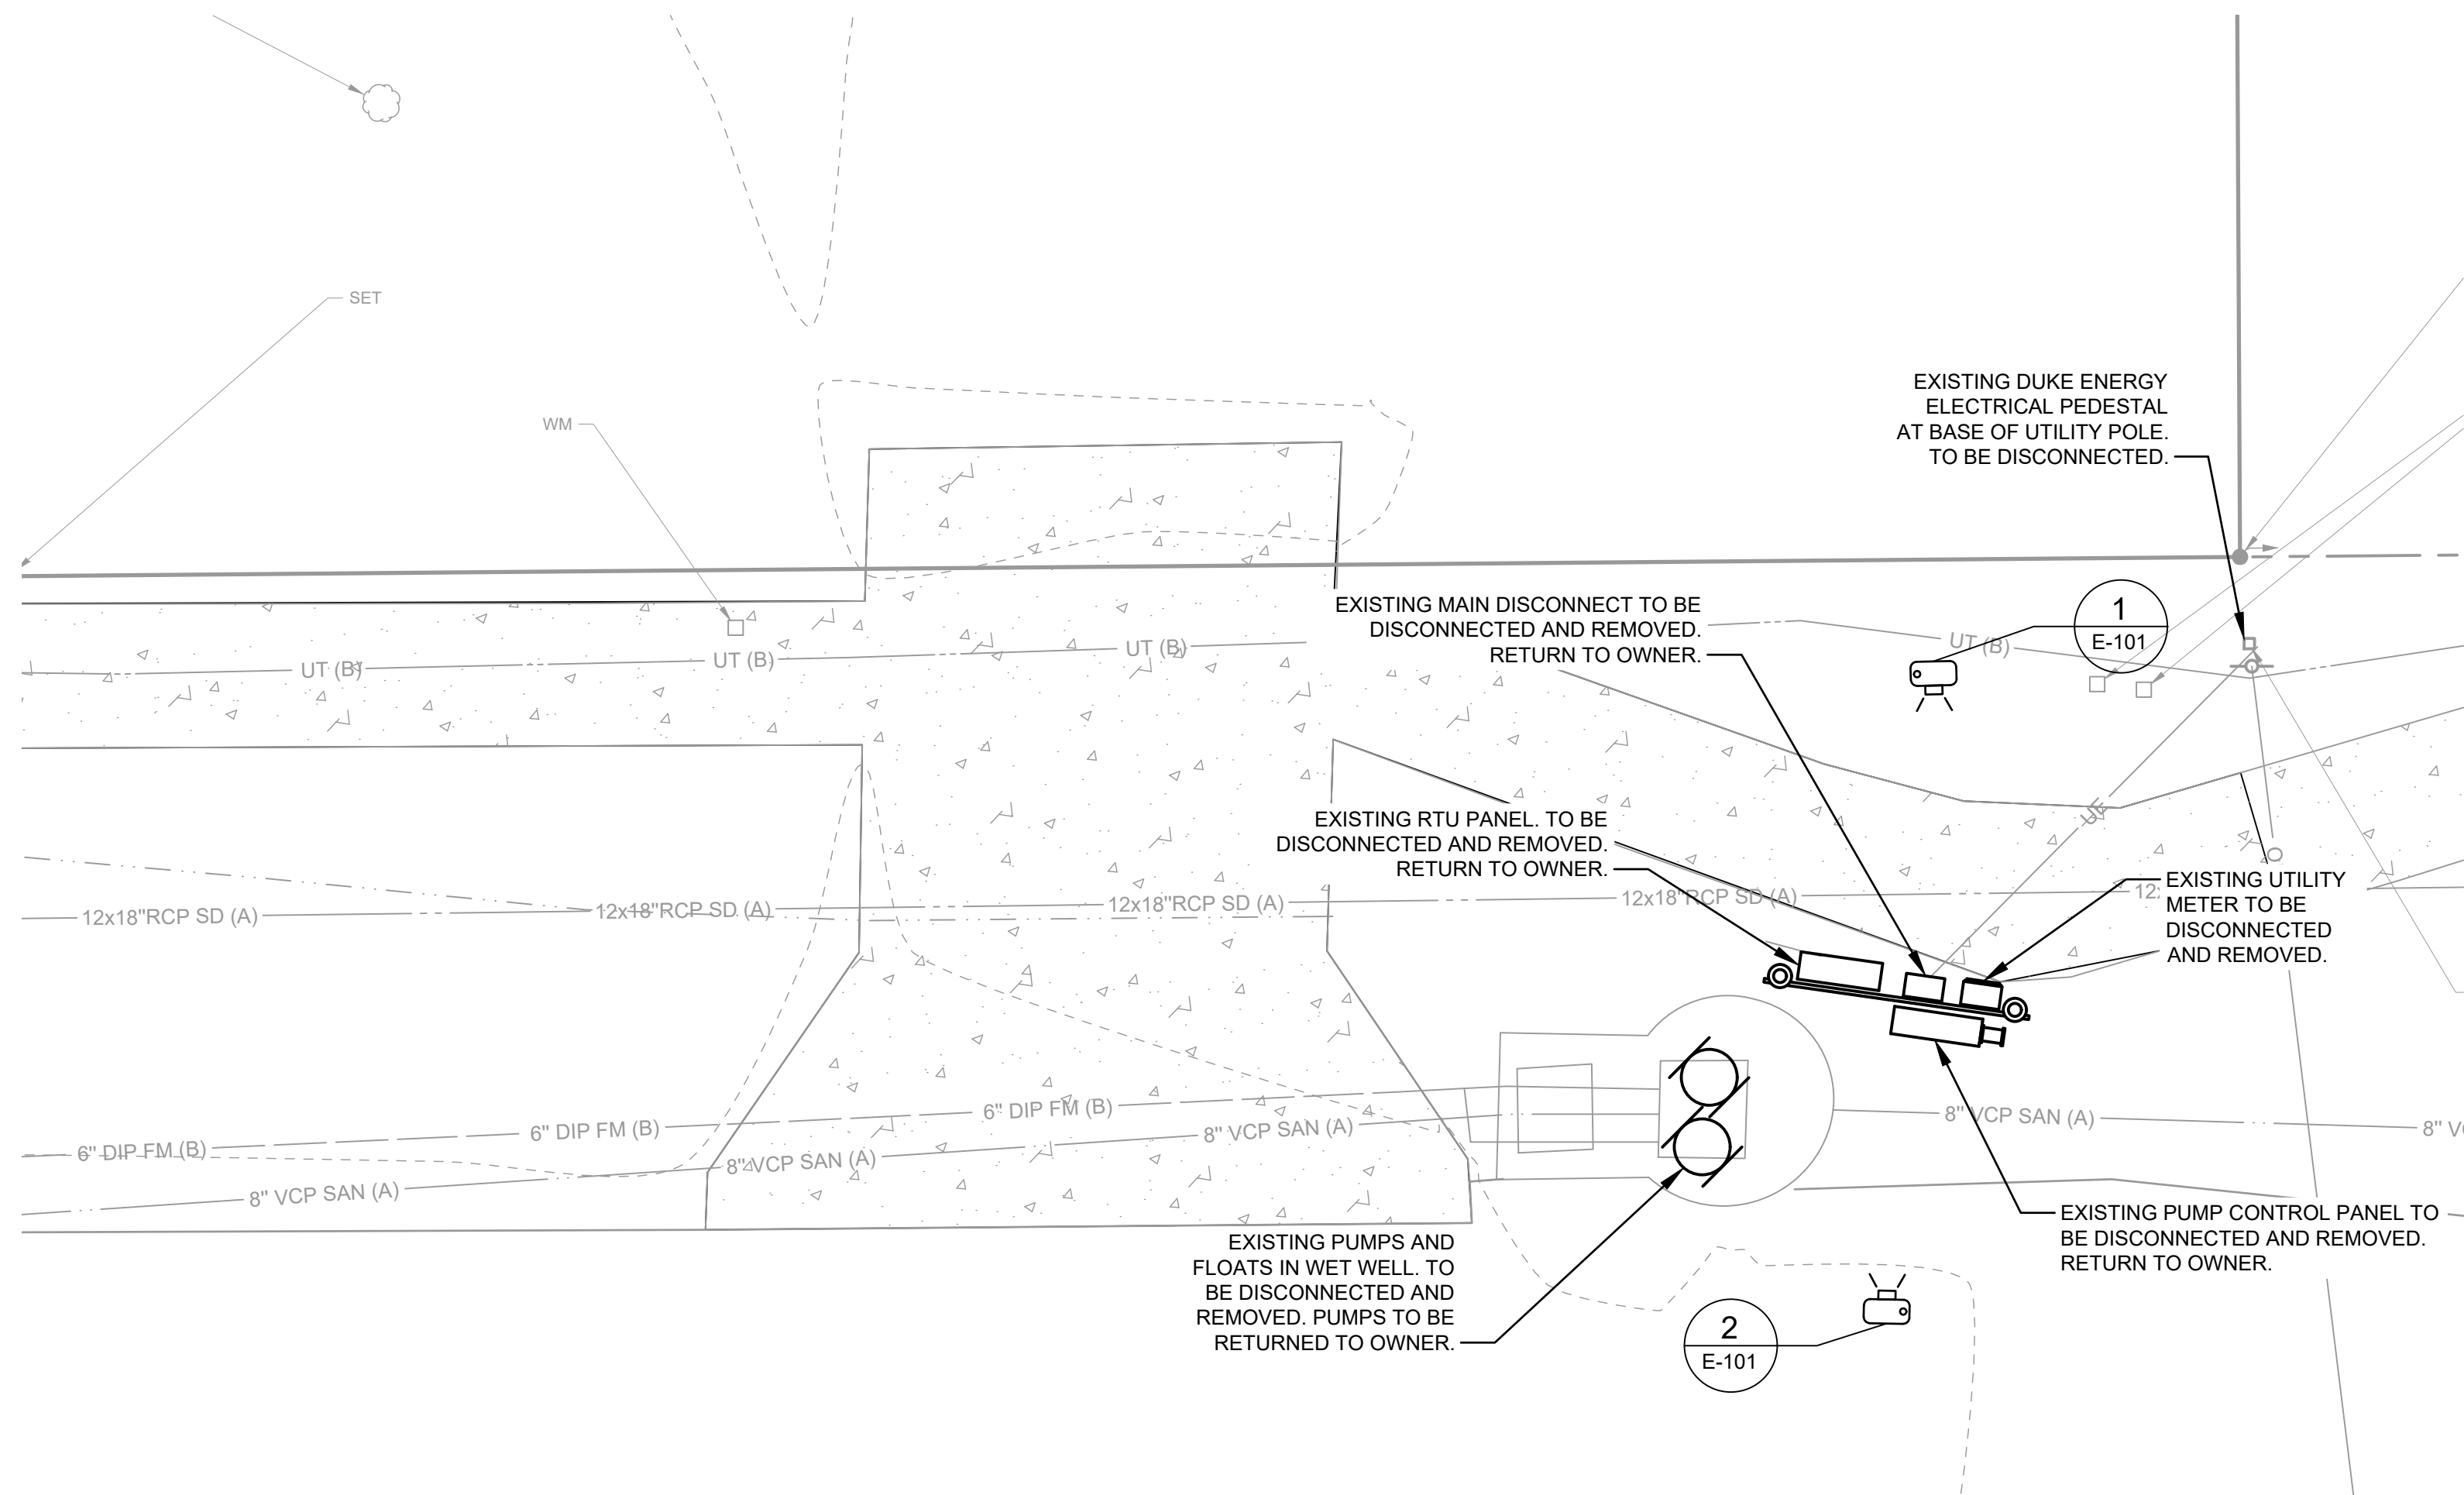 SET
EXISTING DUKE ENERGY
ELECTRICAL PEDESTAL
AT BASE OF UTILITY POLE.
TO BE DISCONNECTED.
WM
EXISTING MAIN DISCONNECT TO BE
DISCONNECTED AND REMOVED.
RETURN TO OWNER.
1
E-101
UT (B)
UT (B)
UT (B)
UT (B)
UE
EXISTING RTU PANEL. TO BE
DISCONNECTED AND REMOVED.
RETURN TO OWNER.
O
EXISTING UTILITY
METER TO BE
DISCONNECTED
AND REMOVED.
12x18"RCP SD (A)
12x18"RCP SD (A)
12x18"RCP SD (A)
12x18"RCP SD (A)
6" DIP FM (B)
6" DIP FM (B)
6" DIP FM (B)
8" VCP SAN (A)
8" VCP SAN (A)
8" VCP SAN (A)
8" VCP SAN (A)
EXISTING PUMP CONTROL PANEL TO
BE DISCONNECTED AND REMOVED.
RETURN TO OWNER.
EXISTING PUMPS AND
FLOATS IN WET WELL. TO
BE DISCONNECTED AND
REMOVED. PUMPS TO BE
RETURNED TO OWNER.
2
E-101